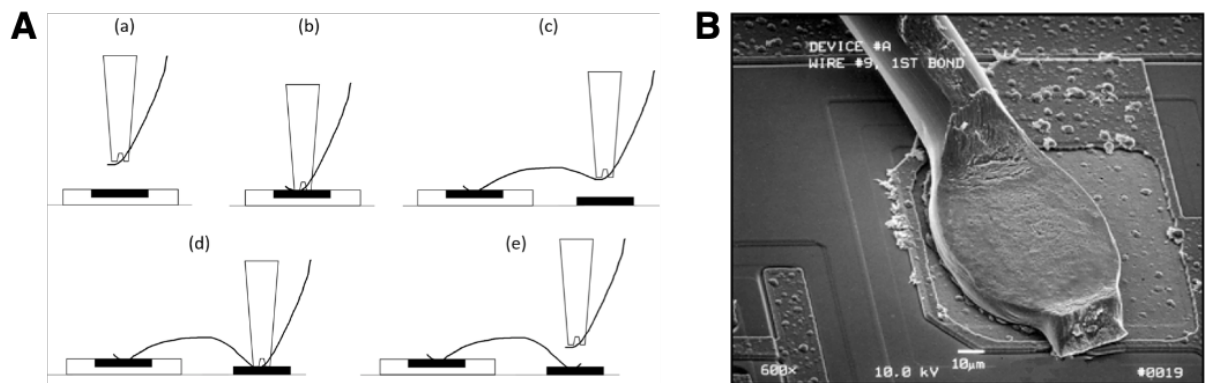 A
(a)
(b)
(c)
(d)
(e)
B
DEVICE #A
WIRE #9, 1ST BOND
10µm
600× 10.0 kV #0019